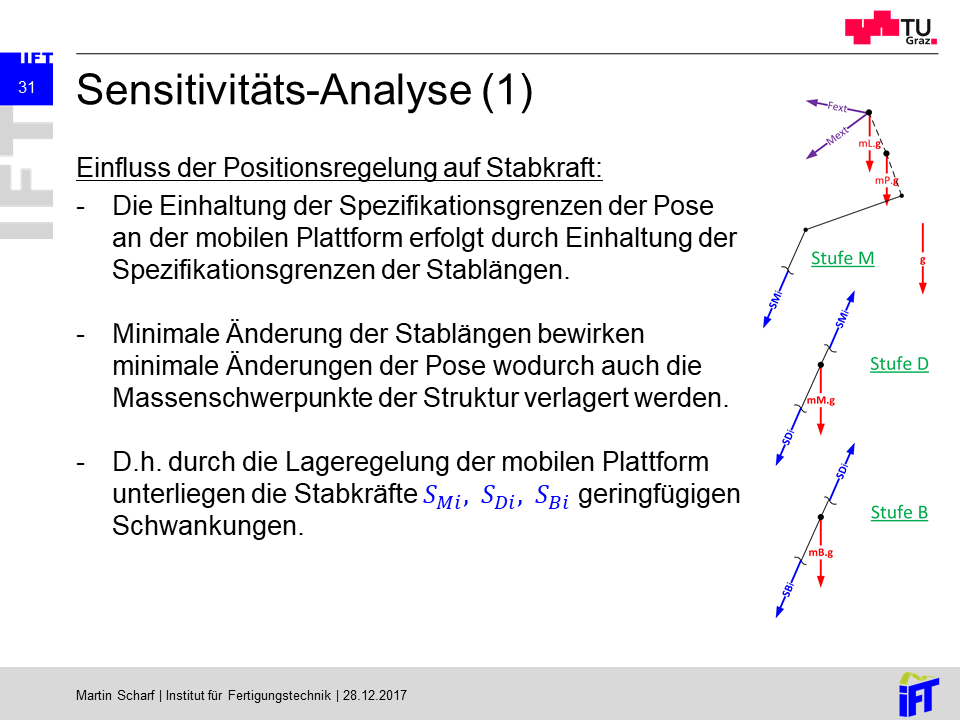 TU
Graz
IFT
31
IFT
Sensitivitäts-Analyse (1)
Einfluss der Positionsregelung auf Stabkraft:
- Die Einhaltung der Spezifikationsgrenzen der Pose
an der mobilen Plattform erfolgt durch Einhaltung der
Spezifikationsgrenzen der Stablängen.
- Minimale Änderung der Stablängen bewirken
minimale Änderungen der Pose wodurch auch die
Massenschwerpunkte der Struktur verlagert werden.
- D.h. durch die Lageregelung der mobilen Plattform
unterliegen die Stabkräfte S_{Mi}, S_{Di}, S_{Bi} geringfügigen
Schwankungen.
Fext
Mext
mL.g
mP.g
Stufe M
g
SMi
SMi
Stufe D
mM.g
SDi
SDi
Stufe B
mB.g
SBi
Martin Scharf | Institut für Fertigungstechnik | 28.12.2017
iFT